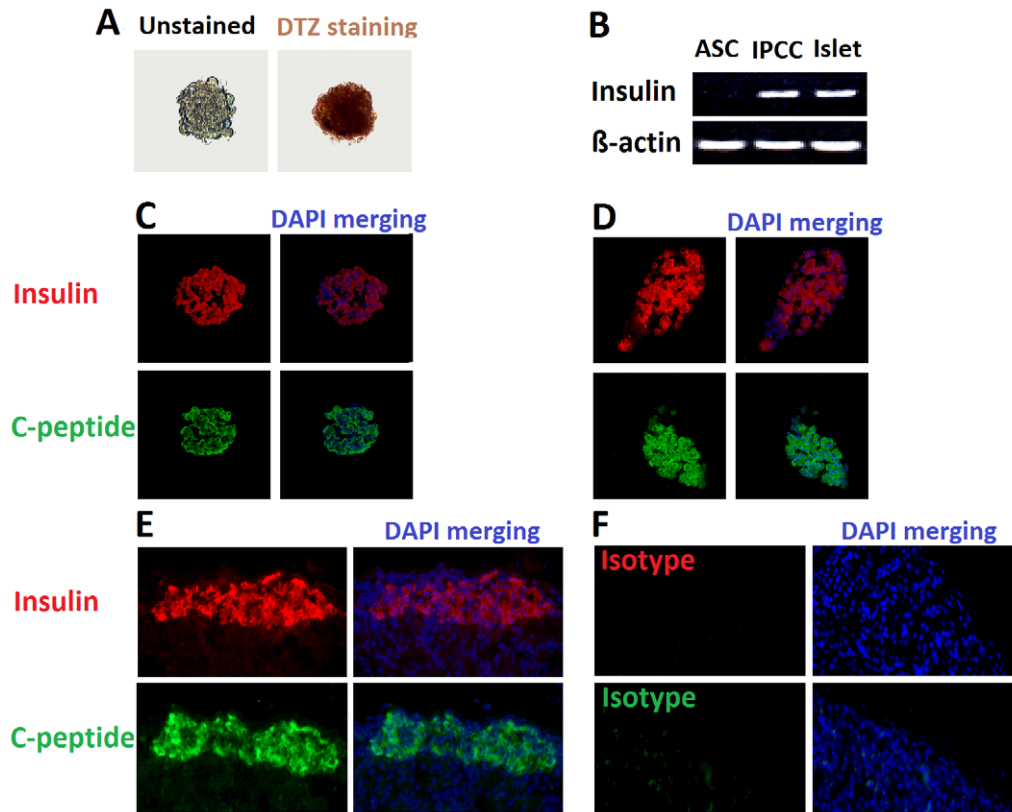 A
Unstained
DTZ staining
B
ASC IPCC Islet
Insulin
ß-actin
C
DAPI merging
D
DAPI merging
Insulin
C-peptide
E
DAPI merging
F
DAPI merging
Insulin
Isotype
C-peptide
Isotype